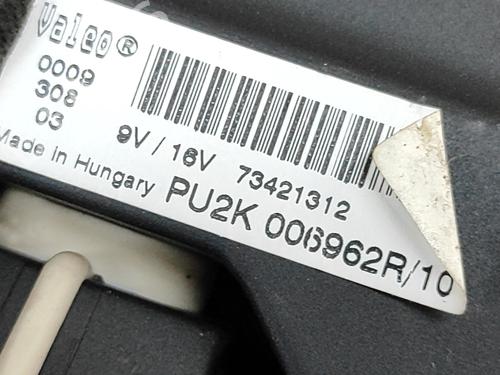 Valeo®
0009
308
03
9V / 16V 73421312
Made in Hungary PU2K 006962R/10